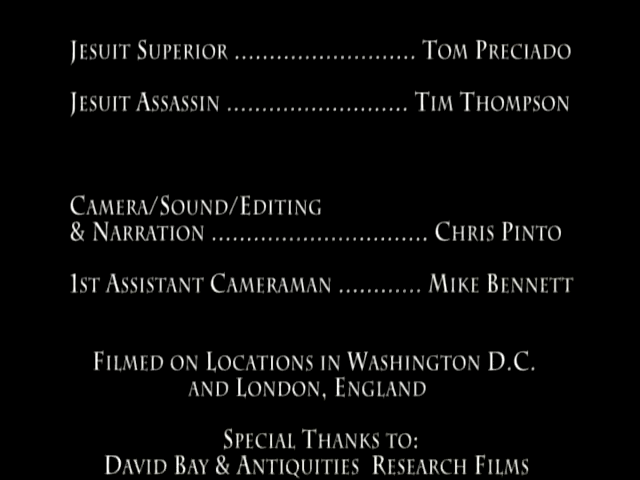 Jesuit Superior .......................... Tom Preciado
Jesuit Assassin .......................... Tim Thompson
Camera/Sound/Editing
& Narration ............................... Chris Pinto
1st Assistant Cameraman ............ Mike Bennett
Filmed on Locations in Washington D.C.
and London, England
Special Thanks to:
David Bay & Antiquities Research Films